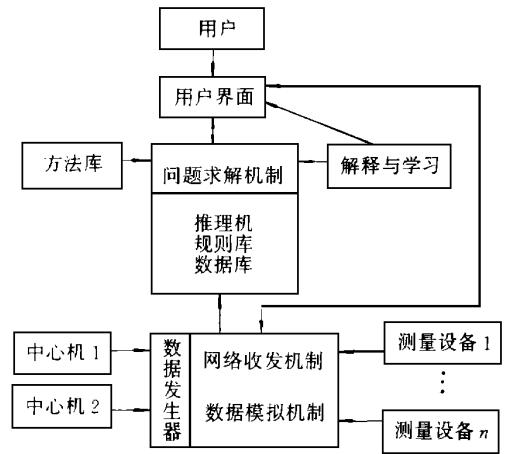 用户
用户界面
方法库
问题求解机制
解释与学习
推理机
规则库
数据库
中心机1
中心机2
数据发生器
网络收发机制
数据模拟机制
测量设备1
⋮
测量设备n